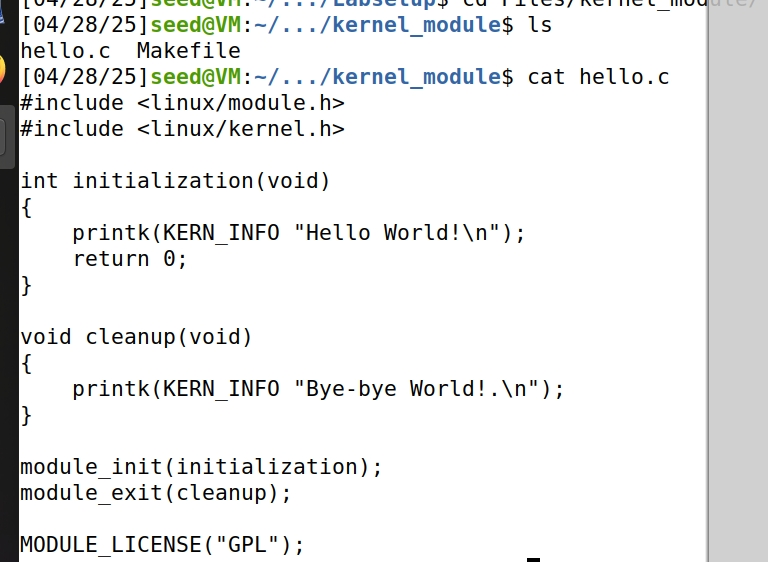 [04/28/25]seed@VM:~/.../Labsetup$ cd Files/kernel_module/
[04/28/25]seed@VM:~/.../kernel_module$ ls
hello.c  Makefile
[04/28/25]seed@VM:~/.../kernel_module$ cat hello.c
#include <linux/module.h>
#include <linux/kernel.h>

int initialization(void)
{
    printk(KERN_INFO "Hello World!\n");
    return 0;
}

void cleanup(void)
{
    printk(KERN_INFO "Bye-bye World!.\n");
}

module_init(initialization);
module_exit(cleanup);

MODULE_LICENSE("GPL");